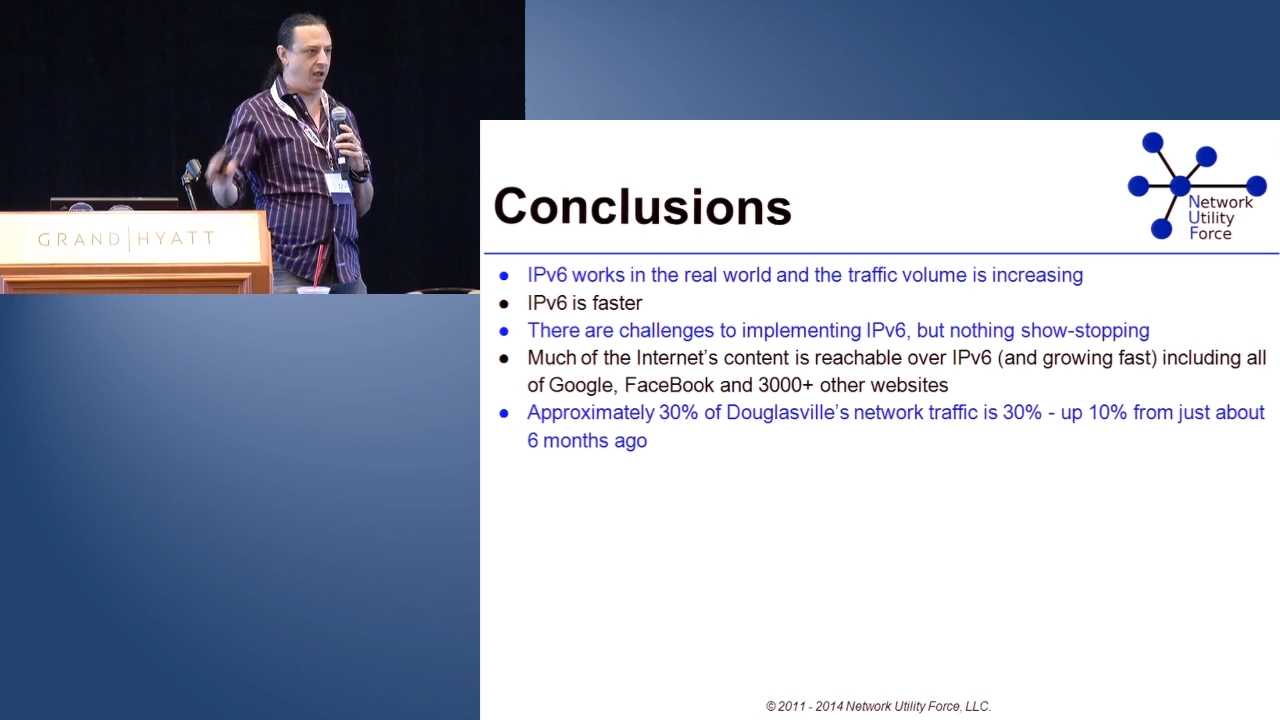 GRAND|HYATT
Network
Utility
Force
Conclusions
● IPv6 works in the real world and the traffic volume is increasing
● IPv6 is faster
● There are challenges to implementing IPv6, but nothing show-stopping
● Much of the Internet's content is reachable over IPv6 (and growing fast) including all
of Google, FaceBook and 3000+ other websites
● Approximately 30% of Douglasville's network traffic is 30% - up 10% from just about
6 months ago
© 2011 - 2014 Network Utility Force, LLC.